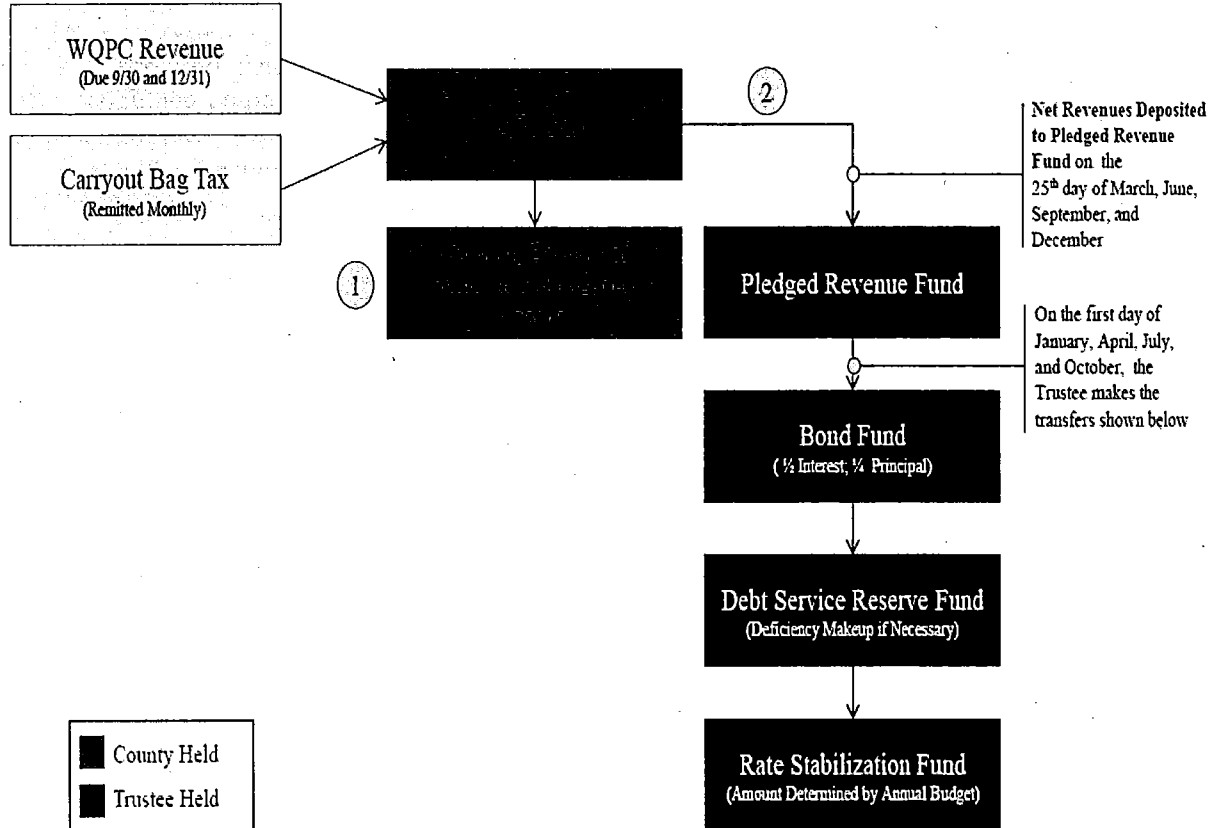 WQPC Revenue
(Due 9/30 and 12/31)
Carryout Bag Tax
(Remitted Monthly)
2
Net Revenues Deposited
to Pledged Revenue
Fund on the
25th day of March, June,
September, and
December
1
Pledged Revenue Fund
On the first day of
January, April, July,
and October, the
Trustee makes the
transfers shown below
Bond Fund
( ½ Interest; ¼ Principal)
Debt Service Reserve Fund
(Deficiency Makeup if Necessary)
Rate Stabilization Fund
(Amount Determined by Annual Budget)
County Held
Trustee Held